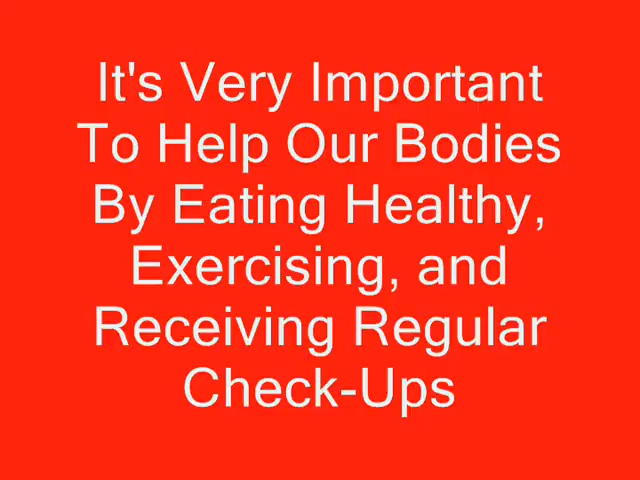 It's Very Important
To Help Our Bodies
By Eating Healthy,
Exercising, and
Receiving Regular
Check-Ups